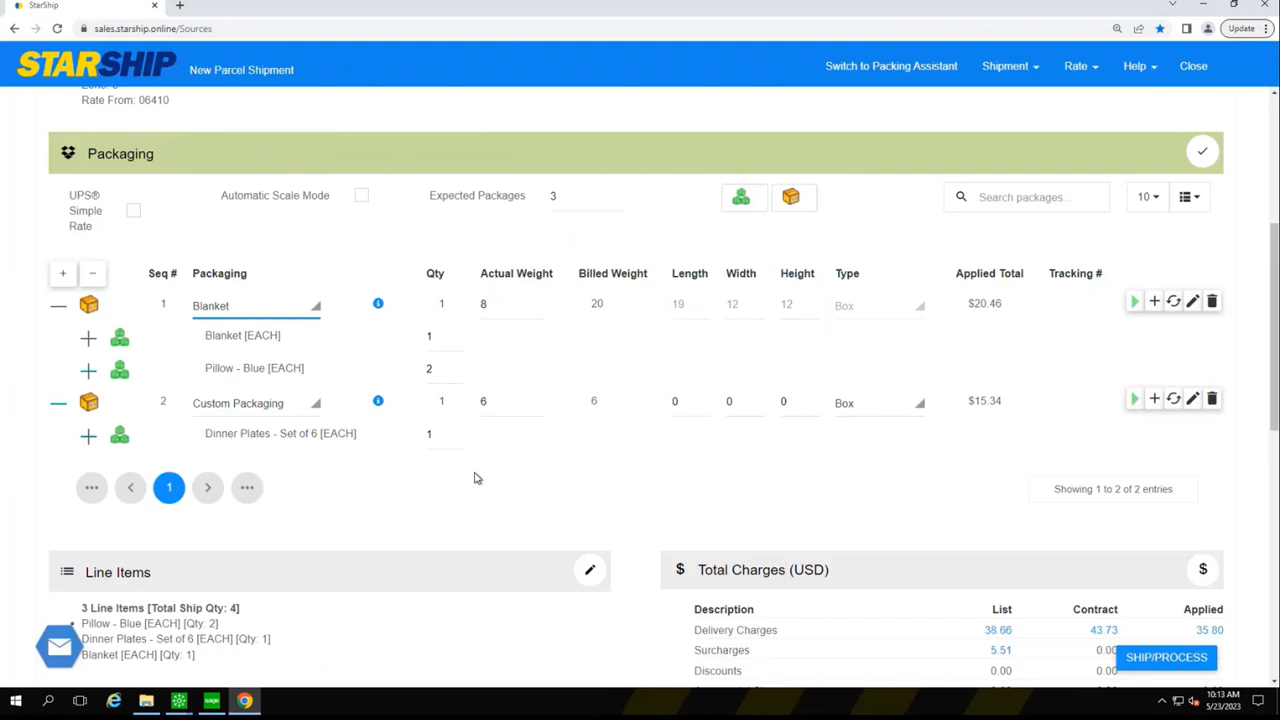 StarShip
sales.starship.online/Sources
Update
STARSHIP
New Parcel Shipment
Switch to Packing Assistant
Shipment
Rate
Help
Close
Rate From: 06410
Packaging
UPS® Simple Rate
Automatic Scale Mode
Expected Packages
3
Search packages...
10
+ −
Seq # Packaging Qty Actual Weight Billed Weight Length Width Height Type Applied Total Tracking #
1 Blanket 1 8 20 19 12 12 Box $20.46
Blanket [EACH] 1
Pillow - Blue [EACH] 2
2 Custom Packaging 1 6 6 0 0 0 Box $15.34
Dinner Plates - Set of 6 [EACH] 1
1
Showing 1 to 2 of 2 entries
Line Items
3 Line Items [Total Ship Qty: 4]
Pillow - Blue [EACH] [Qty: 2]
Dinner Plates - Set of 6 [EACH] [Qty: 1]
Blanket [EACH] [Qty: 1]
$ Total Charges (USD) $
Description List Contract Applied
Delivery Charges 38.66 43.73 35.80
Surcharges 5.51 0.00
Discounts 0.00 0.00
SHIP/PROCESS
sage
10:13 AM
5/23/2023